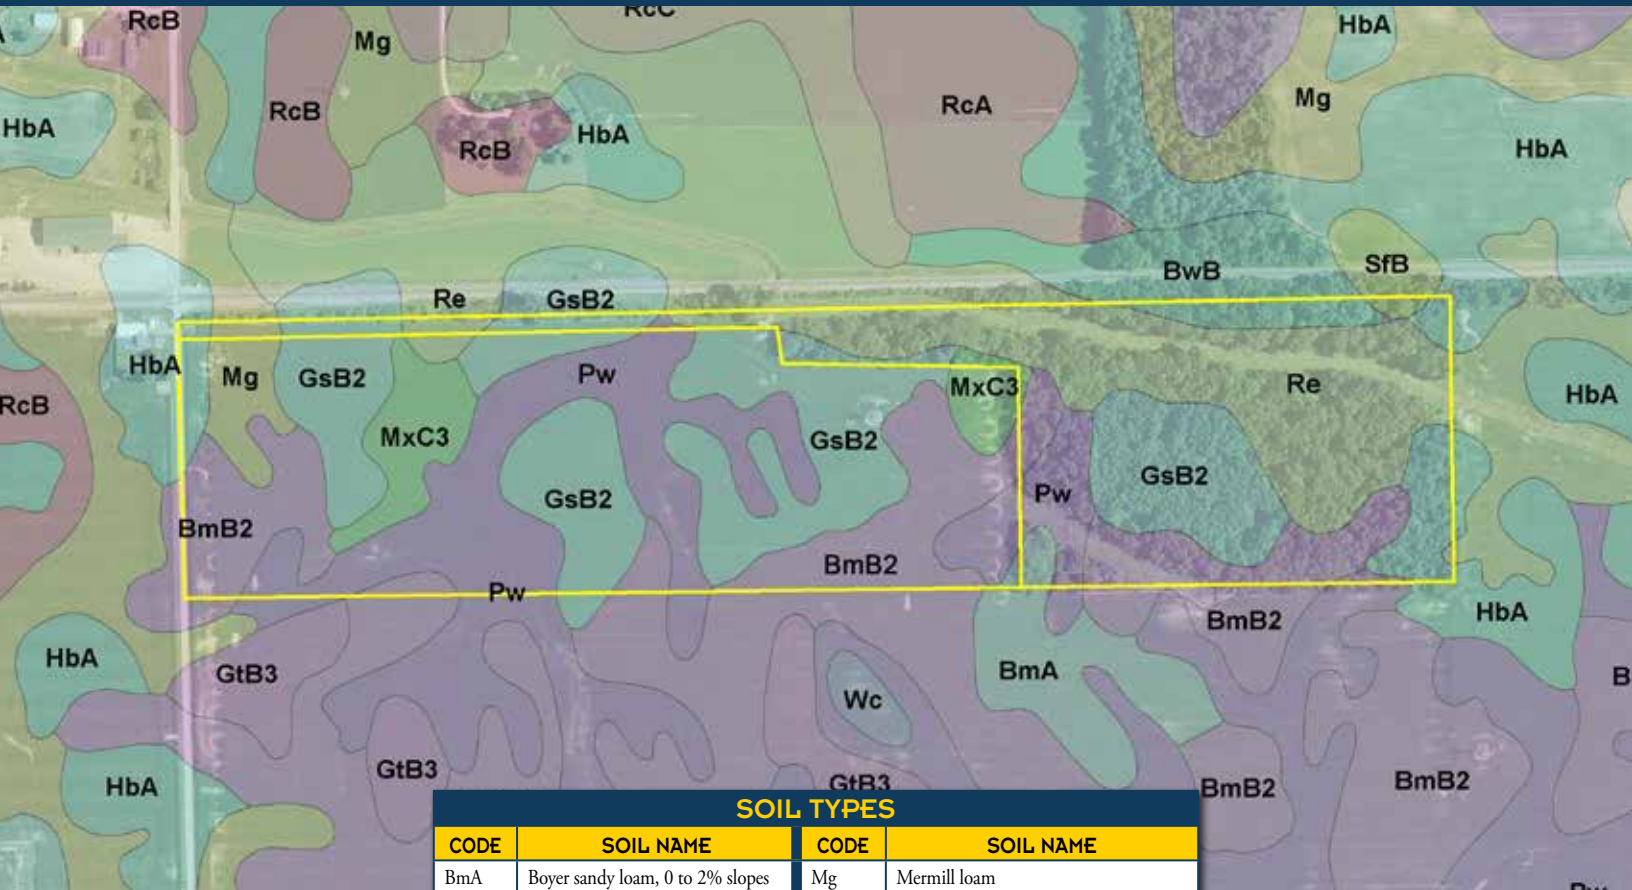 RcB
RcC
HbA
Mg
Mg
RcA
RcB
HbA
HbA
RcB
HbA
BwB
SfB
Re
GsB2
HbA
Mg
GsB2
Pw
MxC3
Re
HbA
RcB
MxC3
GsB2
GsB2
Pw
GsB2
BmB2
BmB2
Pw
HbA
BmB2
HbA
GtB3
BmA
B
Wc
GtB3
HbA
GtB3
BmB2
BmB2
SOIL TYPES
CODE SOIL NAME CODE SOIL NAME
BmA Boyer sandy loam, 0 to 2% slopes Mg Mermill loam